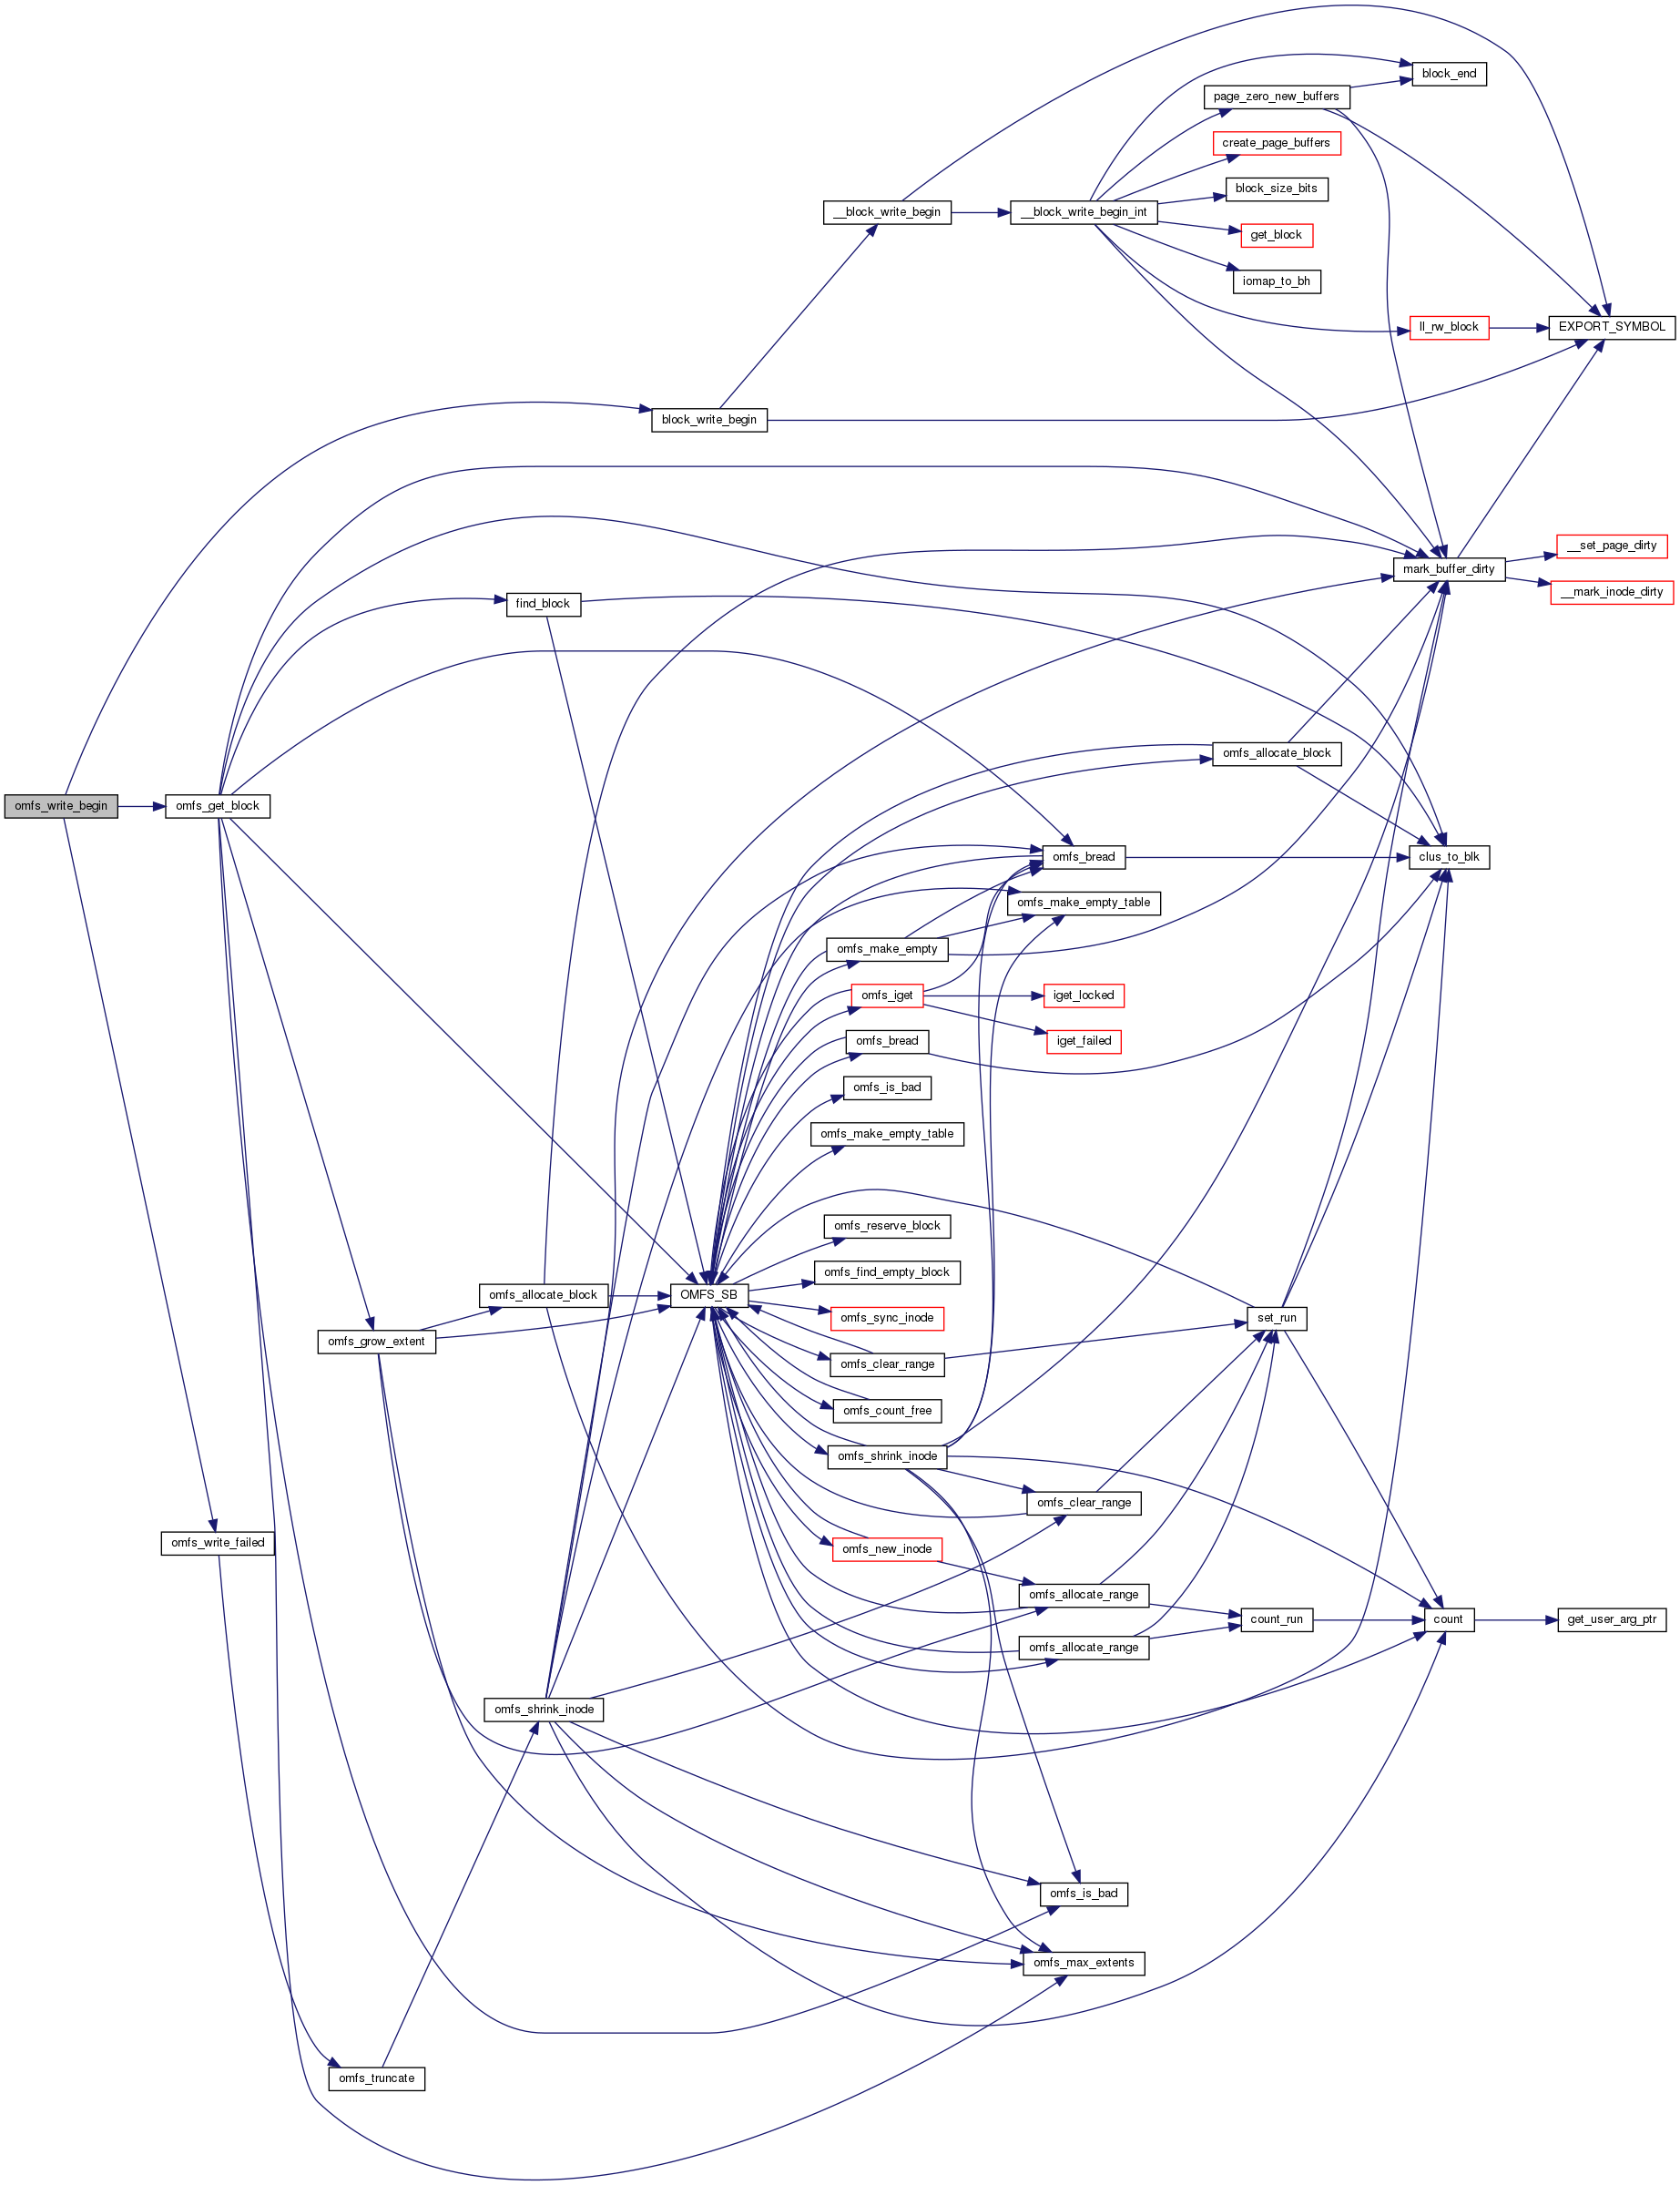 block_end
page_zero_new_buffers
create_page_buffers
block_size_bits
__block_write_begin
__block_write_begin_int
get_block
iomap_to_bh
ll_rw_block
EXPORT_SYMBOL
block_write_begin
__set_page_dirty
mark_buffer_dirty
__mark_inode_dirty
find_block
omfs_allocate_block
omfs_write_begin
omfs_get_block
omfs_bread
clus_to_blk
omfs_make_empty_table
omfs_make_empty
omfs_iget
iget_locked
omfs_bread
iget_failed
omfs_is_bad
omfs_make_empty_table
omfs_reserve_block
omfs_find_empty_block
omfs_allocate_block
OMFS_SB
omfs_sync_inode
set_run
omfs_grow_extent
omfs_clear_range
omfs_count_free
omfs_shrink_inode
omfs_clear_range
omfs_write_failed
omfs_new_inode
omfs_allocate_range
count_run
count
get_user_arg_ptr
omfs_allocate_range
omfs_shrink_inode
omfs_is_bad
omfs_max_extents
omfs_truncate